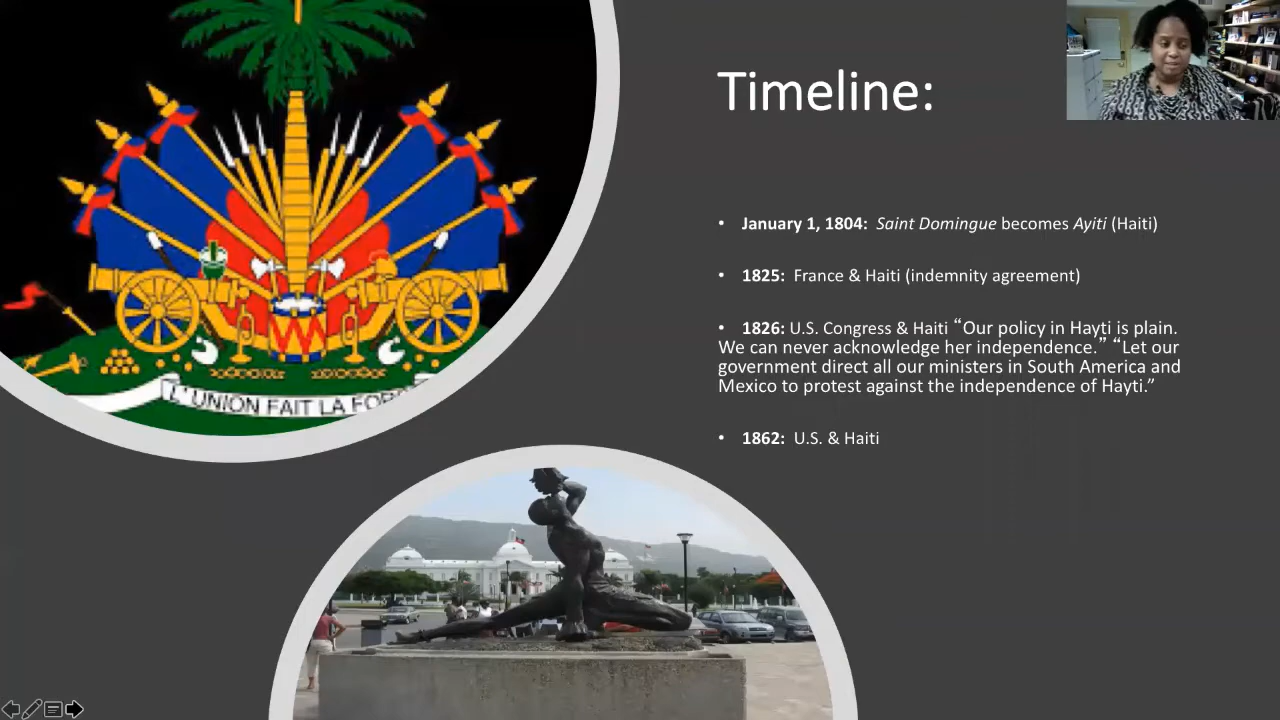 Timeline:
• January 1, 1804: Saint Domingue becomes Ayiti (Haiti)
• 1825: France & Haiti (indemnity agreement)
• 1826: U.S. Congress & Haiti “Our policy in Hayti is plain.
We can never acknowledge her independence.” “Let our
government direct all our ministers in South America and
Mexico to protest against the independence of Hayti.”
• 1862: U.S. & Haiti
L'UNION FAIT LA